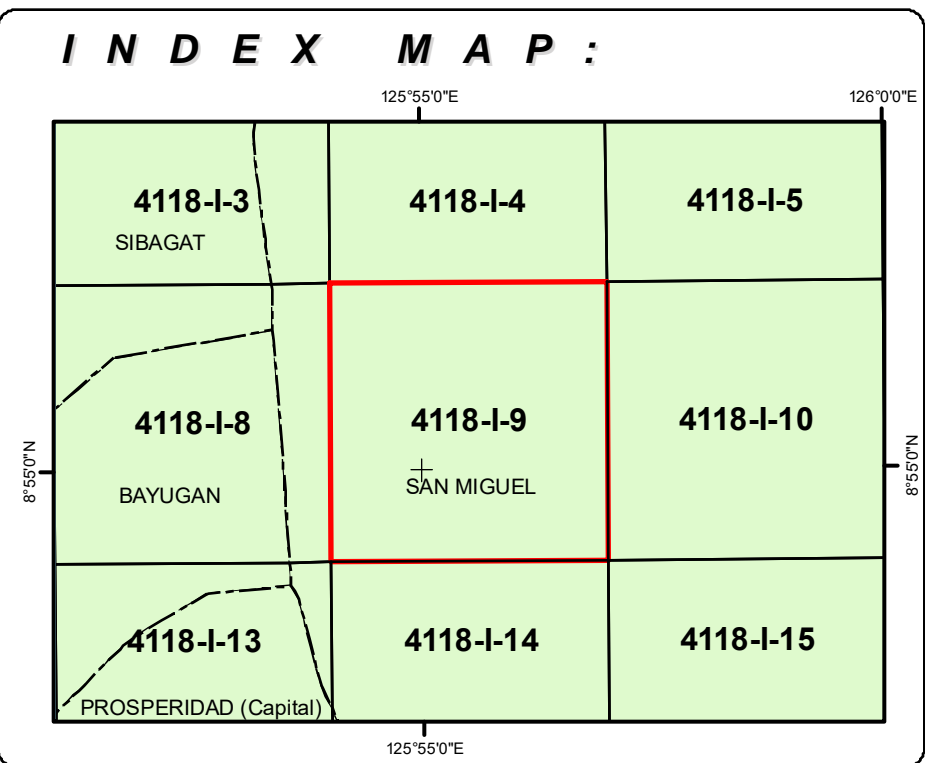 INDEX MAP:
125°55'0"E
126°0'0"E
4118-I-3
4118-I-4
4118-I-5
SIBAGAT
4118-I-8
4118-I-9
4118-I-10
8°55'0"N
8°55'0"N
BAYUGAN
SAN MIGUEL
4118-I-13
4118-I-14
4118-I-15
PROSPERIDAD (Capital)
125°55'0"E